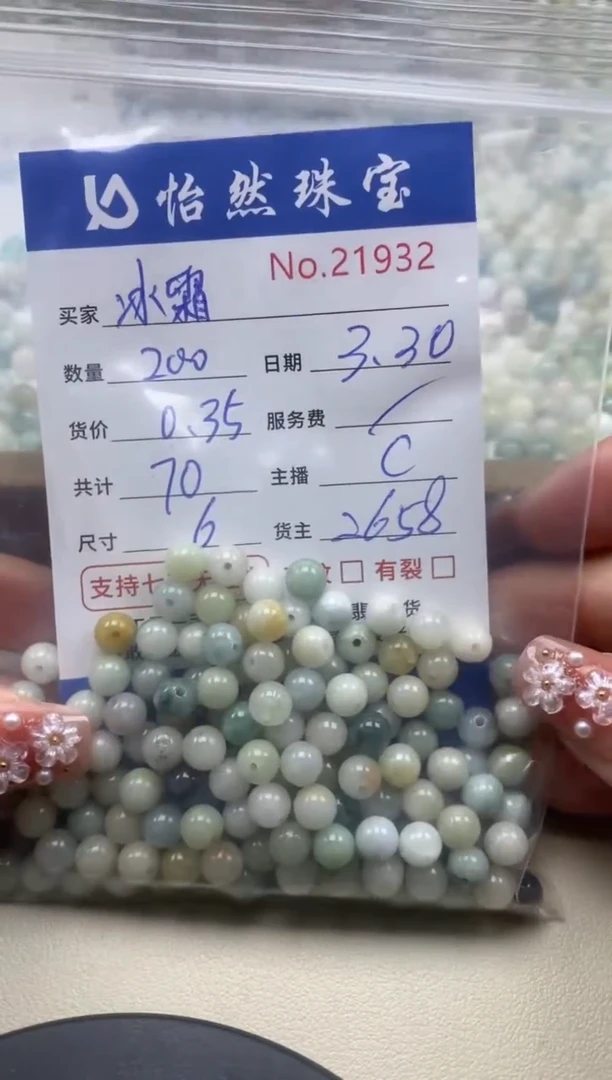 怡然珠宝
No.21932
买家 冰霜
数量 200 日期 3.30
货价 0.35 服务费 /
共计 70 主播 C
尺寸 6 货主 2658
支持七 有裂
翡 货